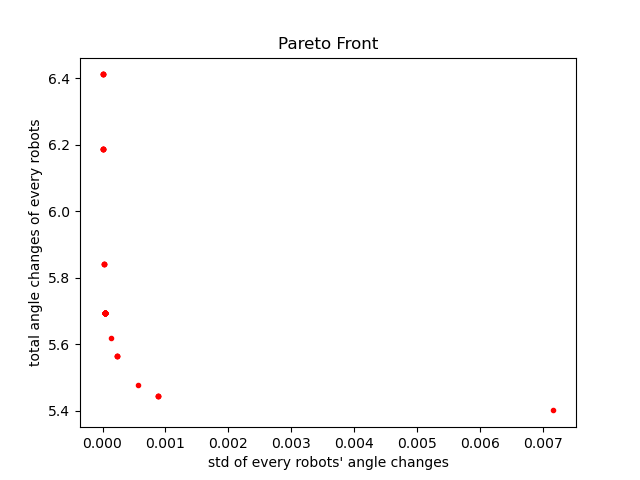 Pareto Front
total angle changes of every robots
6.4
6.2
6.0
5.8
5.6
5.4
0.000 0.001 0.002 0.003 0.004 0.005 0.006 0.007
std of every robots' angle changes